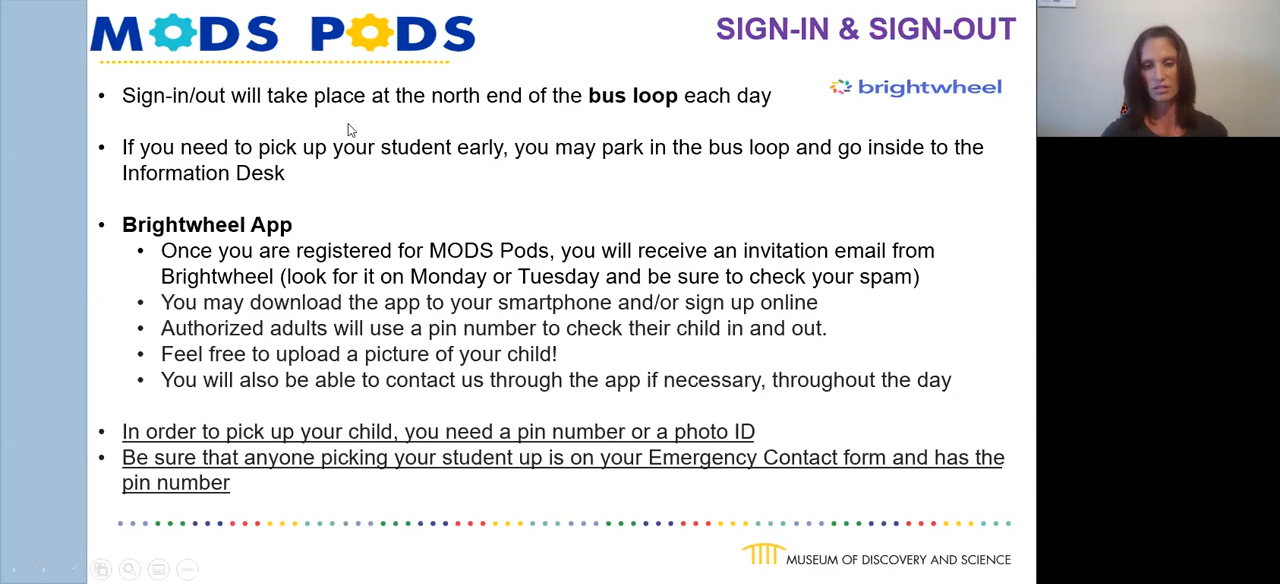 MODS PODS
SIGN-IN & SIGN-OUT
brightwheel
• Sign-in/out will take place at the north end of the bus loop each day
• If you need to pick up your student early, you may park in the bus loop and go inside to the
Information Desk
• Brightwheel App
• Once you are registered for MODS Pods, you will receive an invitation email from
Brightwheel (look for it on Monday or Tuesday and be sure to check your spam)
• You may download the app to your smartphone and/or sign up online
• Authorized adults will use a pin number to check their child in and out.
• Feel free to upload a picture of your child!
• You will also be able to contact us through the app if necessary, throughout the day
• In order to pick up your child, you need a pin number or a photo ID
• Be sure that anyone picking your student up is on your Emergency Contact form and has the
pin number
MUSEUM OF DISCOVERY AND SCIENCE